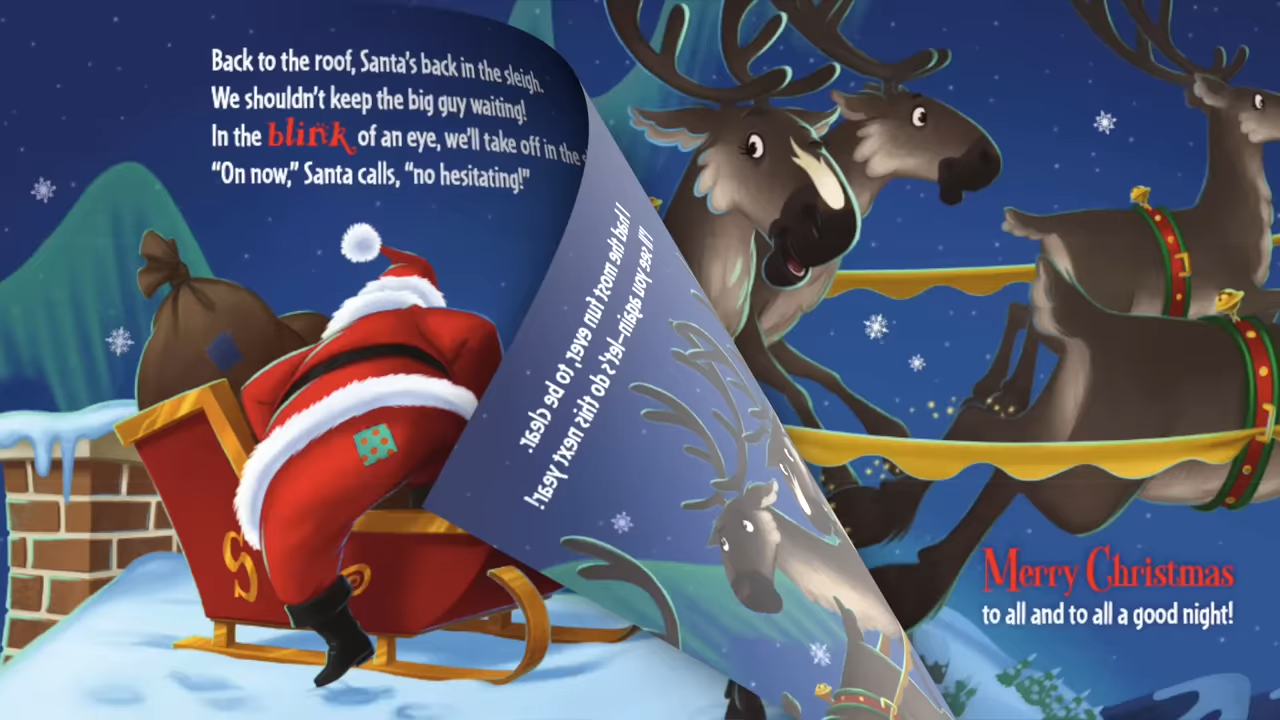 Back to the roof, Santa's back in the sleigh.
We shouldn't keep the big guy waiting!
In the blink of an eye, we'll take off in the
"On now," Santa calls, "no hesitating!"
I had the most fun ever, to be clear.
I'll see you again—let's do this next year!
Merry Christmas
to all and to all a good night!